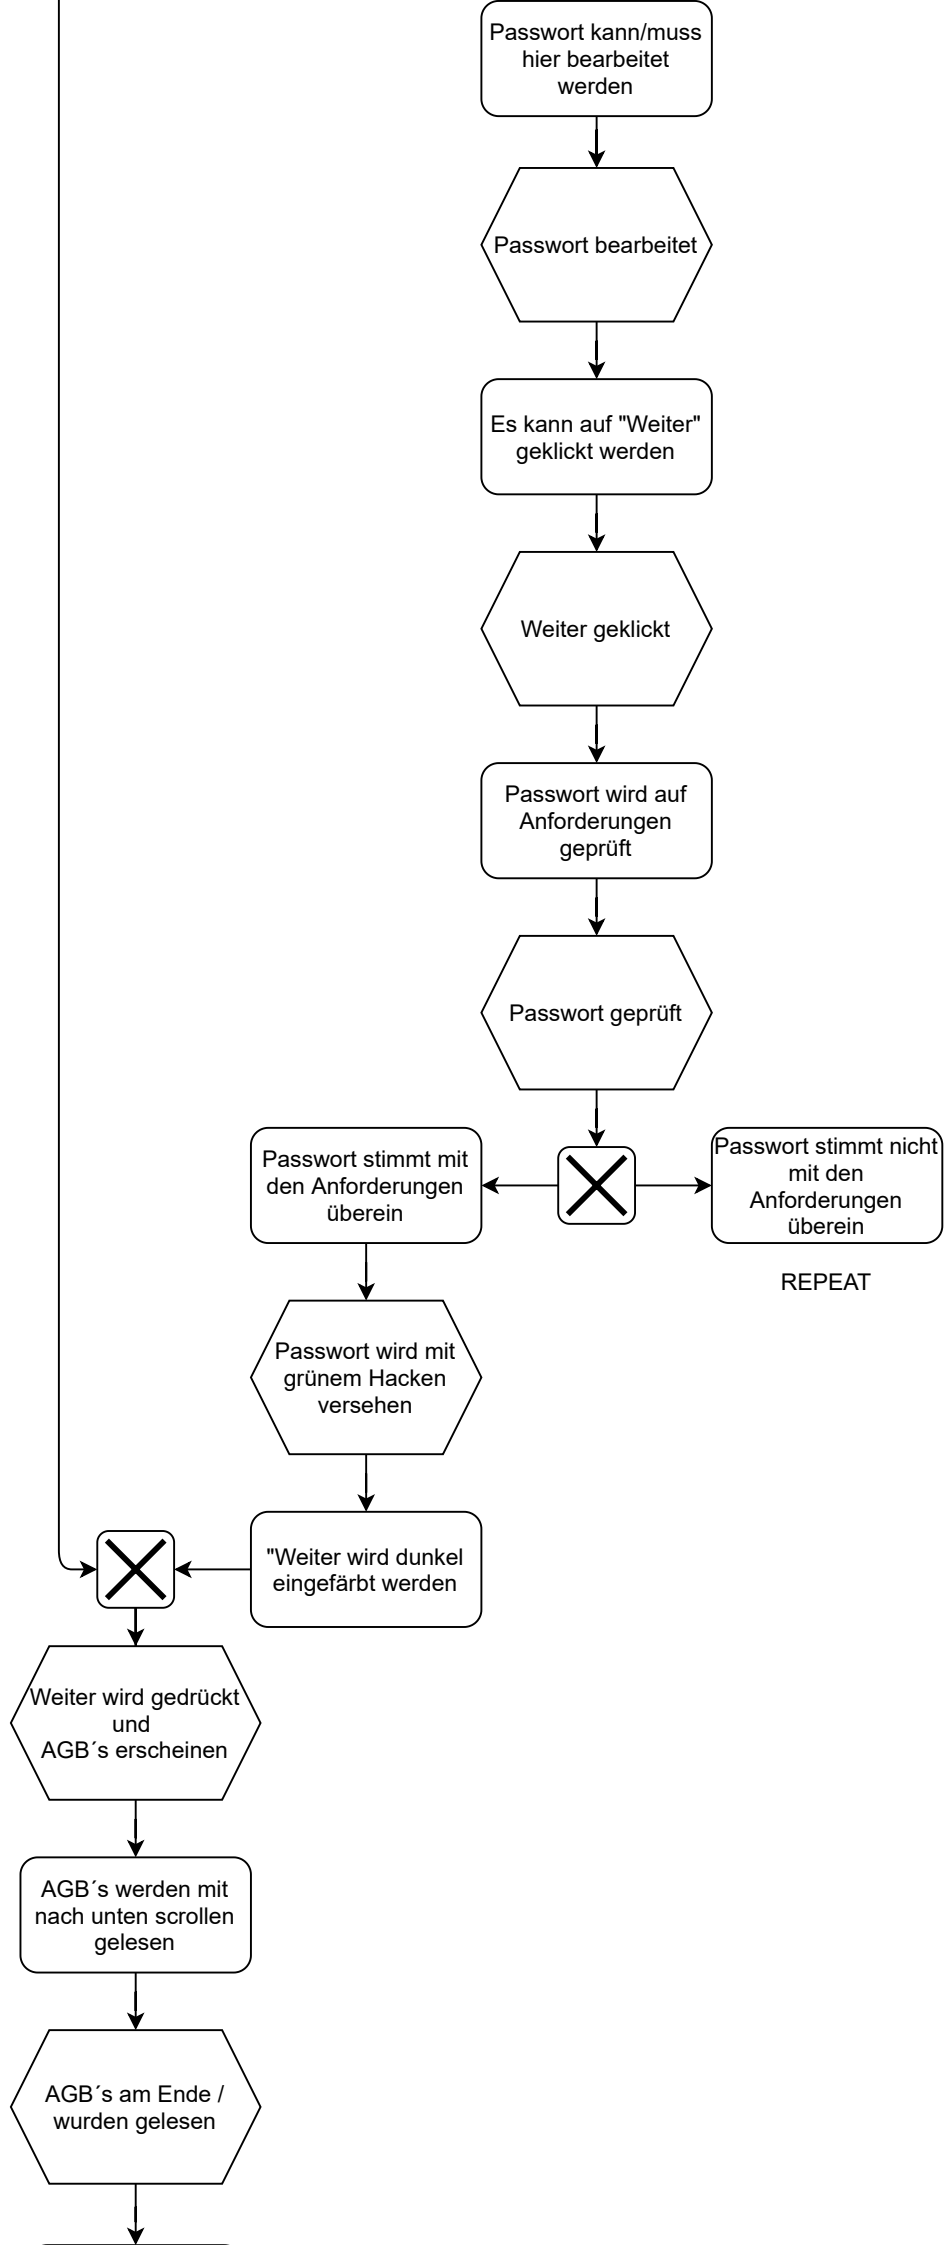 Passwort kann/muss
hier bearbeitet
werden
Passwort bearbeitet
Es kann auf "Weiter"
geklickt werden
Weiter geklickt
Passwort wird auf
Anforderungen
geprüft
Passwort geprüft
Passwort stimmt mit
den Anforderungen
überein
Passwort stimmt nicht
mit den
Anforderungen
überein
REPEAT
Passwort wird mit
grünem Hacken
versehen
"Weiter wird dunkel
eingefärbt werden
Weiter wird gedrückt
und
AGB´s erscheinen
AGB´s werden mit
nach unten scrollen
gelesen
AGB´s am Ende /
wurden gelesen